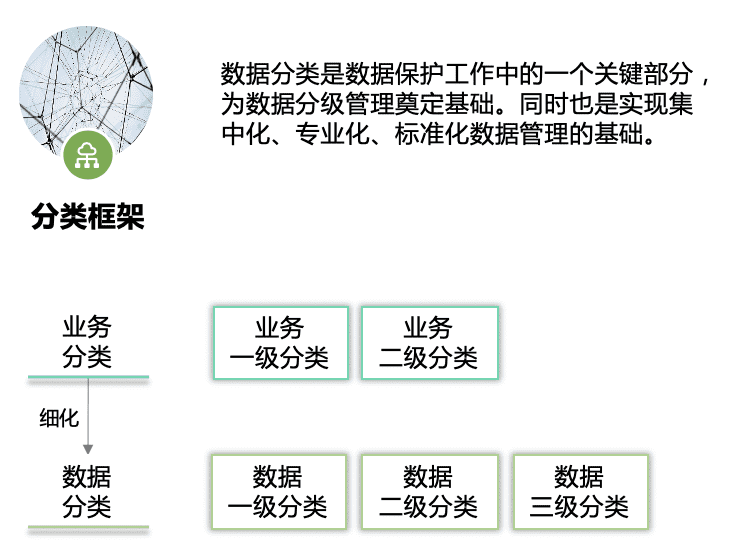 数据分类是数据保护工作中的一个关键部分，
为数据分级管理奠定基础。同时也是实现集
中化、专业化、标准化数据管理的基础。
分类框架
业务
分类
业务
一级分类
业务
二级分类
细化
数据
分类
数据
一级分类
数据
二级分类
数据
三级分类